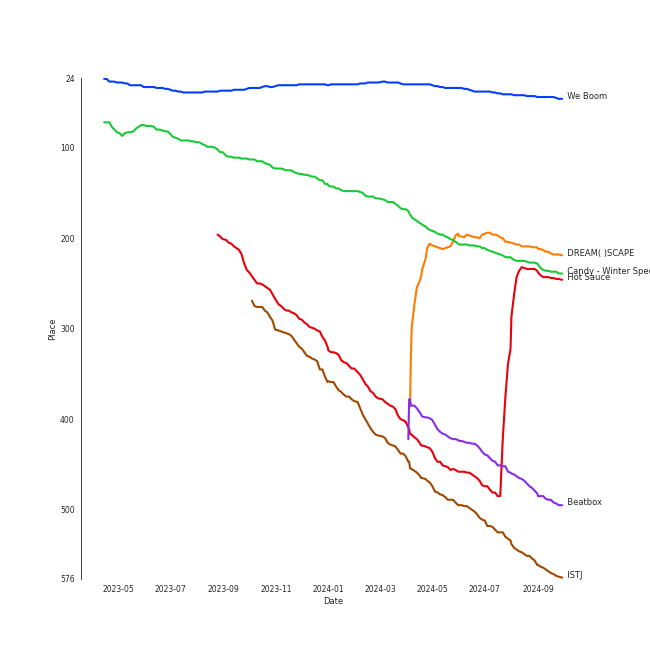 24
We Boom
100
200
DREAM( )SCAPE
Candy - Winter Spe
Hot Sauce
300
Place
400
Beatbox
500
576
ISTJ
2023-05 2023-07 2023-09 2023-11 2024-01 2024-03 2024-05 2024-07 2024-09
Date